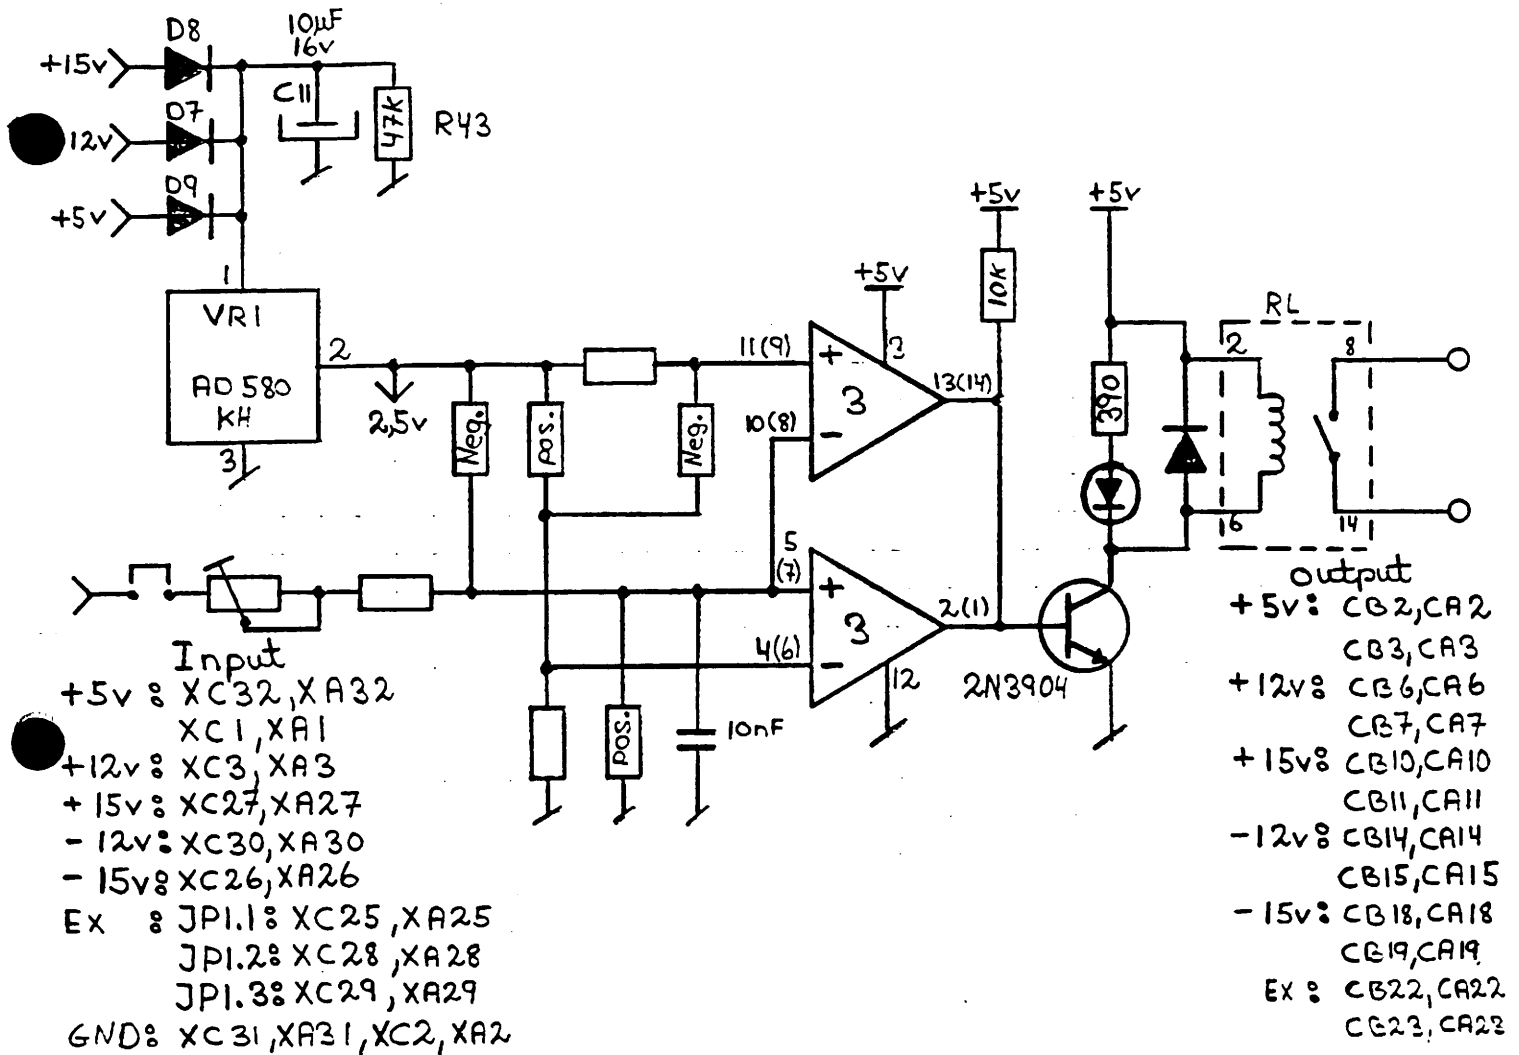 D8
+15v
10µF
16v
C11
47k
R43
D7
12v
D9
+5v
1
VR1
AD580
KH
2
3
2,5v
Neg.
pos.
Neg.
11(9)
10(8)
+
-
3
+5v
3
13(14)
+5v
10K
+5v
390
RL
2
6
8
14
5
(7)
4(6)
+
-
3
2(1)
12
2N3904
pos.
10nF
Input
+5v: XC32,XA32
XC1,XA1
+12v: XC3,XA3
+15v: XC27,XA27
-12v: XC30,XA30
-15v: XC26,XA26
Ex : JP1.1: XC25,XA25
JP1.2: XC28,XA28
JP1.3: XC29,XA29
GND: XC31,XA31,XC2,XA2
output
+5v: CB2,CA2
CB3,CA3
+12v: CB6,CA6
CB7,CA7
+15v: CB10,CA10
CB11,CA11
-12v: CB14,CA14
CB15,CA15
-15v: CB18,CA18
CB19,CA19
Ex: CB22,CA22
CB23,CA23